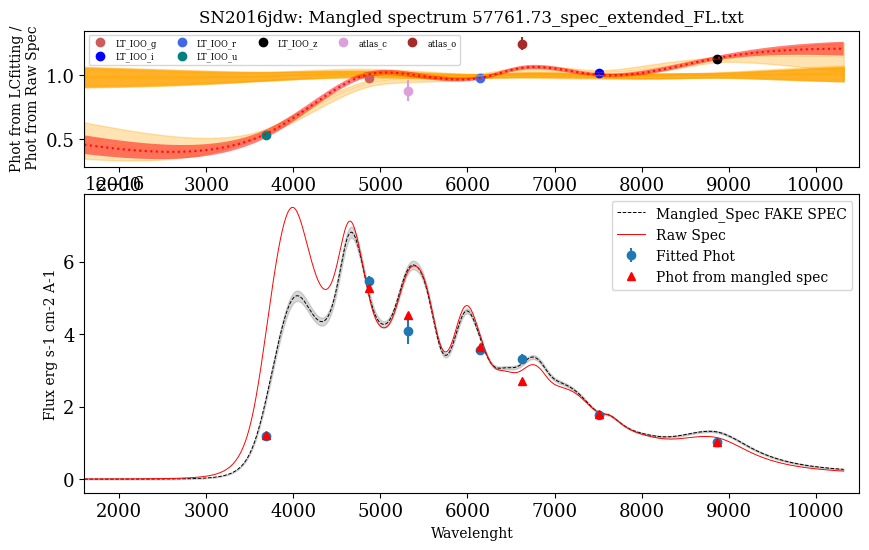 SN2016jdw: Mangled spectrum 57761.73_spec_extended_FL.txt
LT_IOO_g LT_IOO_r LT_IOO_z atlas_c atlas_o
LT_IOO_i LT_IOO_u
Phot from LCfitting /
Phot from Raw Spec
1.0
0.5
2000 3000 4000 5000 6000 7000 8000 9000 10000
1e−16
Mangled_Spec FAKE SPEC
Raw Spec
Fitted Phot
Phot from mangled spec
Flux erg s-1 cm-2 A-1
6
4
2
0
2000 3000 4000 5000 6000 7000 8000 9000 10000
Wavelenght